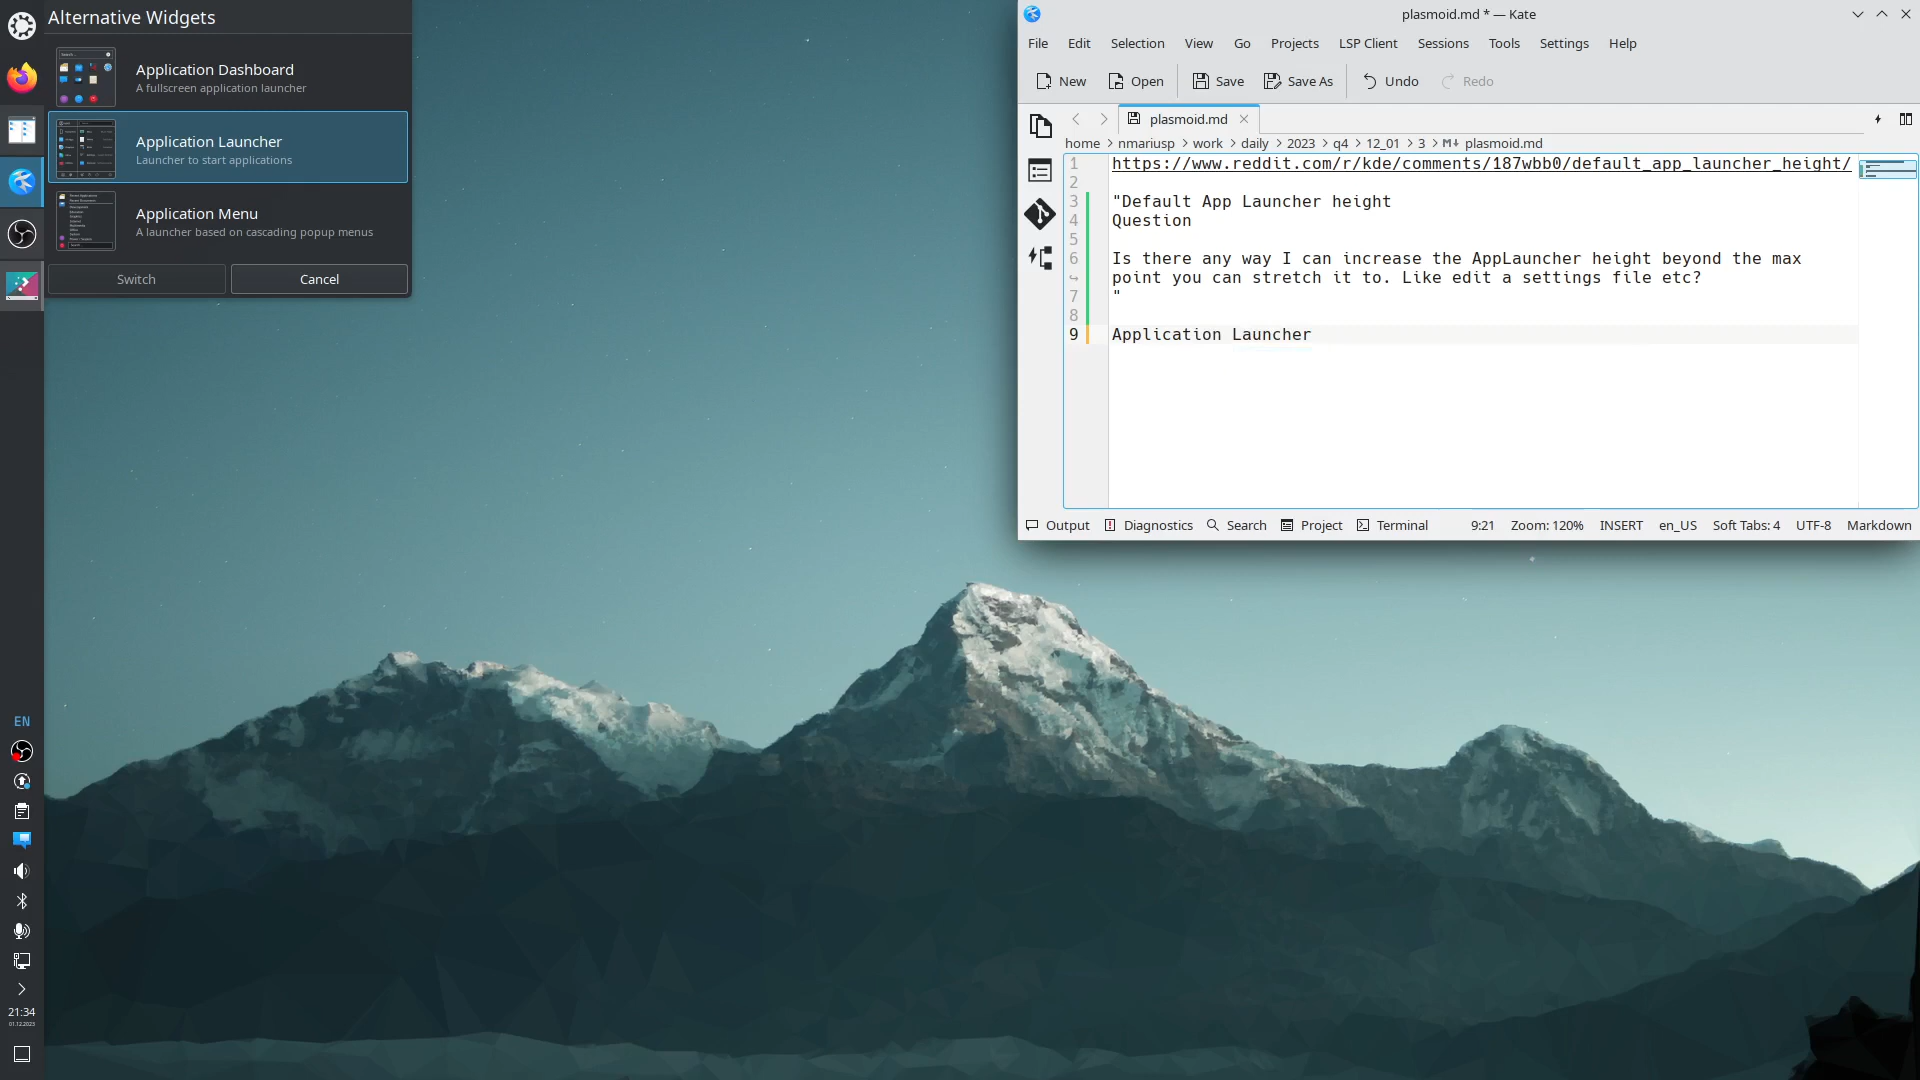 Alternative Widgets
Application Dashboard
A fullscreen application launcher
Application Launcher
Launcher to start applications
Application Menu
A launcher based on cascading popup menus
Switch
Cancel
plasmoid.md * — Kate
File Edit Selection View Go Projects LSP Client Sessions Tools Settings Help
New Open Save Save As Undo Redo
plasmoid.md
home > nmariusp > work > daily > 2023 > q4 > 12_01 > 3 > plasmoid.md
1 https://www.reddit.com/r/kde/comments/187wbb0/default_app_launcher_height/
2
3 "Default App Launcher height
4 Question
5
6 Is there any way I can increase the AppLauncher height beyond the max
point you can stretch it to. Like edit a settings file etc?
7 "
8
9 Application Launcher
Output Diagnostics Search Project Terminal 9:21 Zoom: 120% INSERT en_US Soft Tabs: 4 UTF-8 Markdown
EN
21:34
01.12.2023